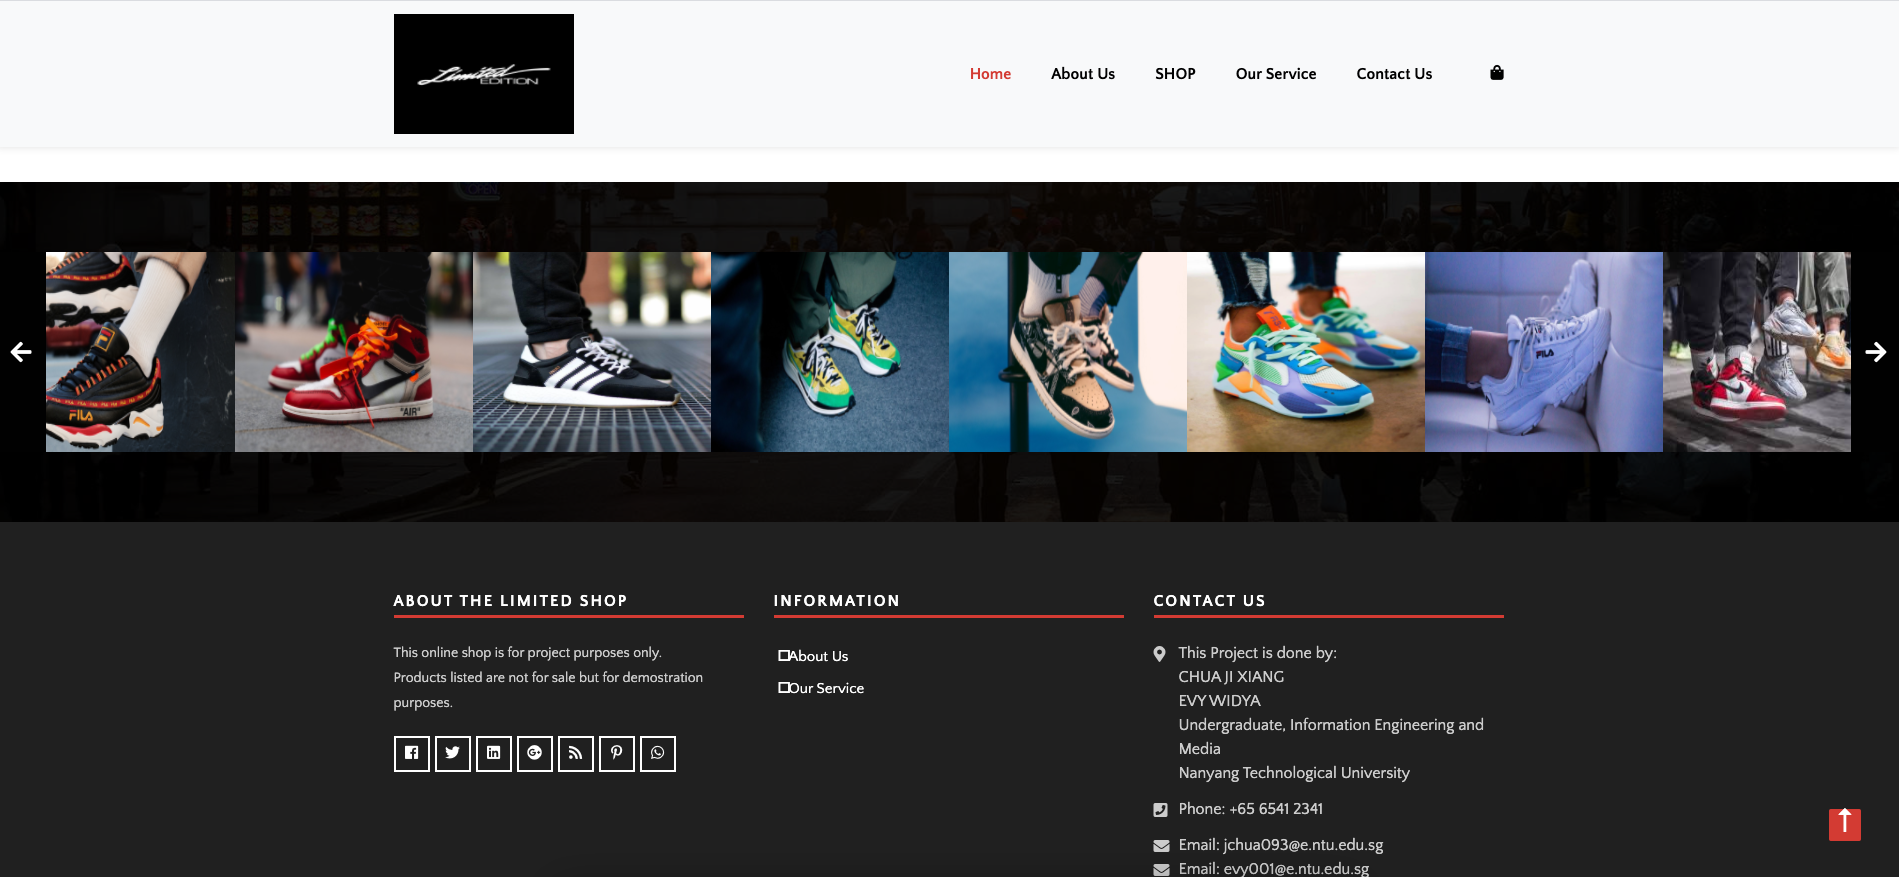 Limited
EDITION
Home
About Us
SHOP
Our Service
Contact Us
OPEN
FILA
"AIR"
FILA
ABOUT THE LIMITED SHOP
This online shop is for project purposes only.
Products listed are not for sale but for demostration
purposes.
INFORMATION
About Us
Our Service
CONTACT US
This Project is done by:
CHUA JI XIANG
EVY WIDYA
Undergraduate, Information Engineering and
Media
Nanyang Technological University
Phone: +65 6541 2341
Email: jchua093@e.ntu.edu.sg
Email: evy001@e.ntu.edu.sg